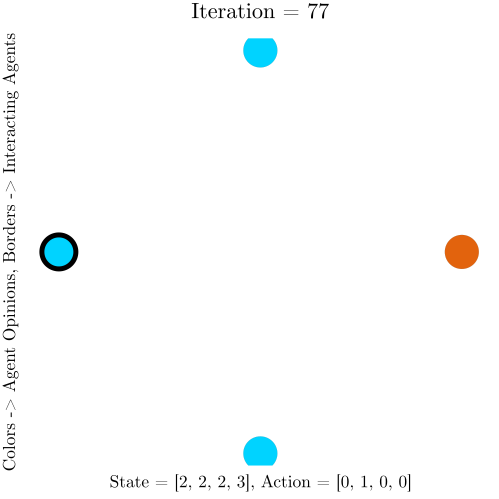 Iteration = 77
Colors -> Agent Opinions, Borders -> Interacting Agents
State = [2, 2, 2, 3], Action = [0, 1, 0, 0]